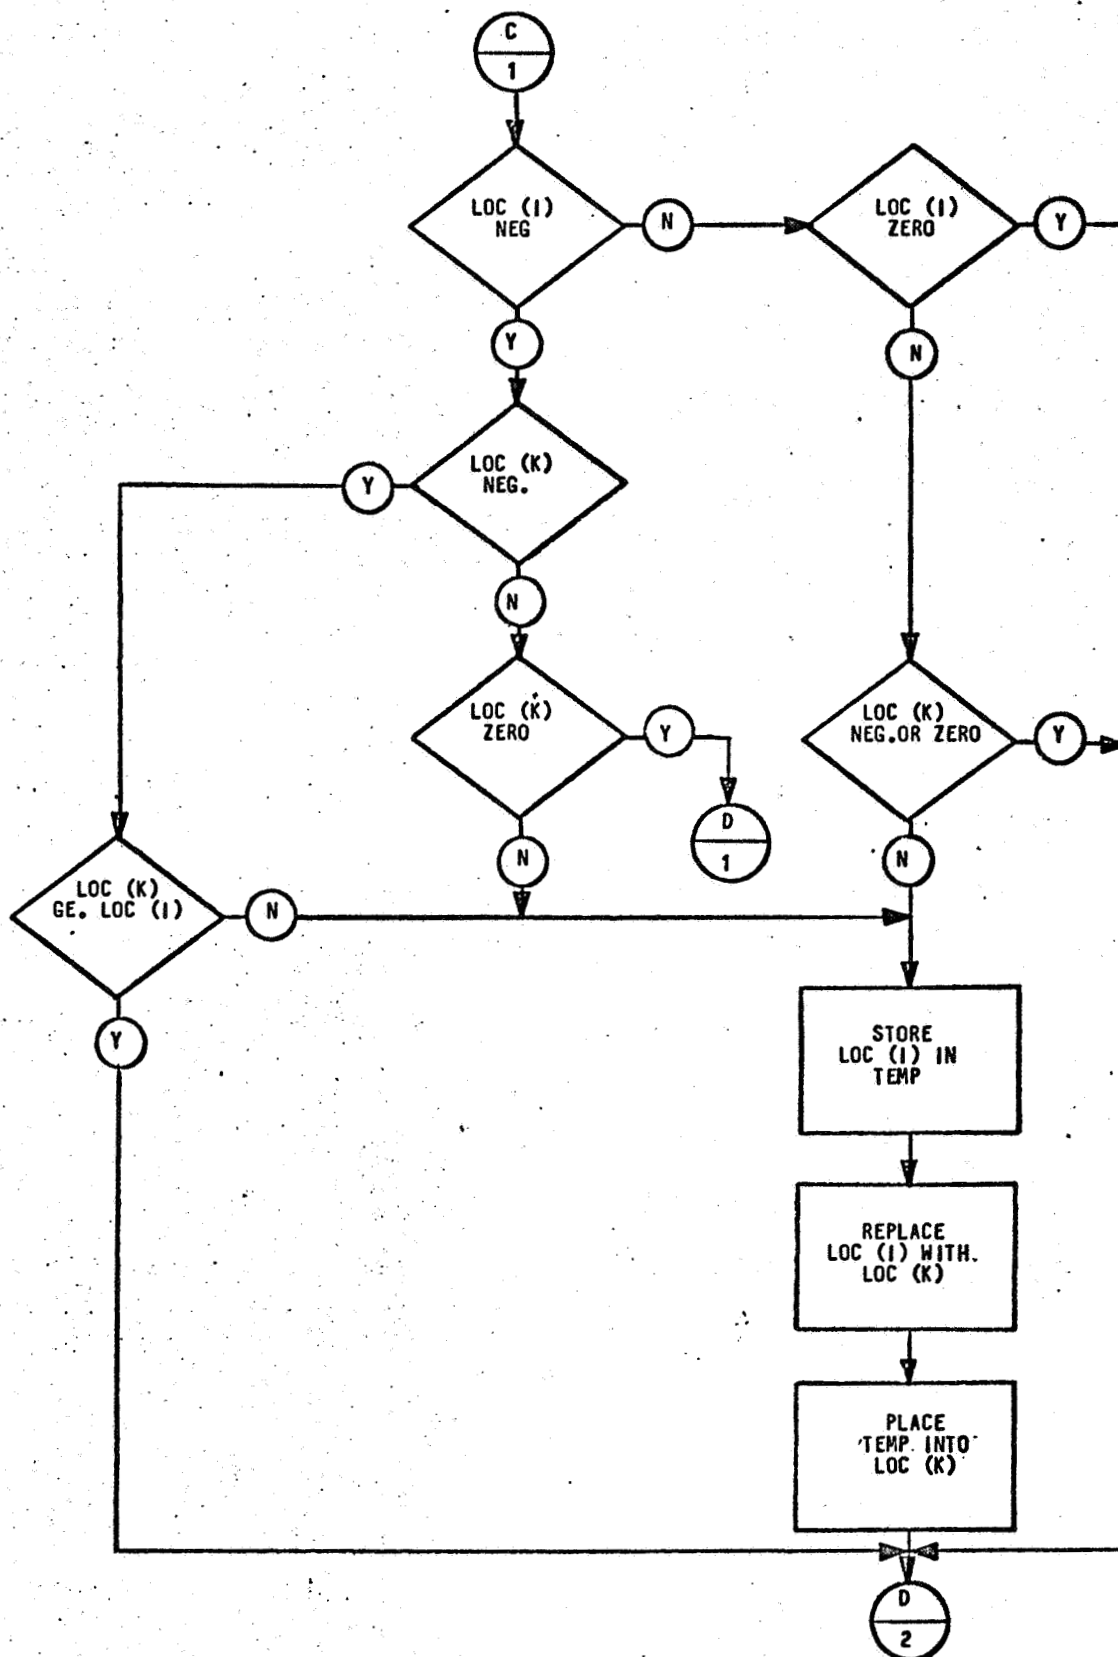 C
1
LOC (I)
NEG
N
LOC (I)
ZERO
Y
Y
N
LOC (K)
NEG.
Y
N
LOC (K)
ZERO
Y
LOC (K)
NEG.OR ZERO
Y
D
1
N
N
LOC (K)
GE. LOC (I)
N
Y
STORE
LOC (I) IN
TEMP
REPLACE
LOC (I) WITH.
LOC (K)
PLACE
TEMP. INTO
LOC (K)
D
2